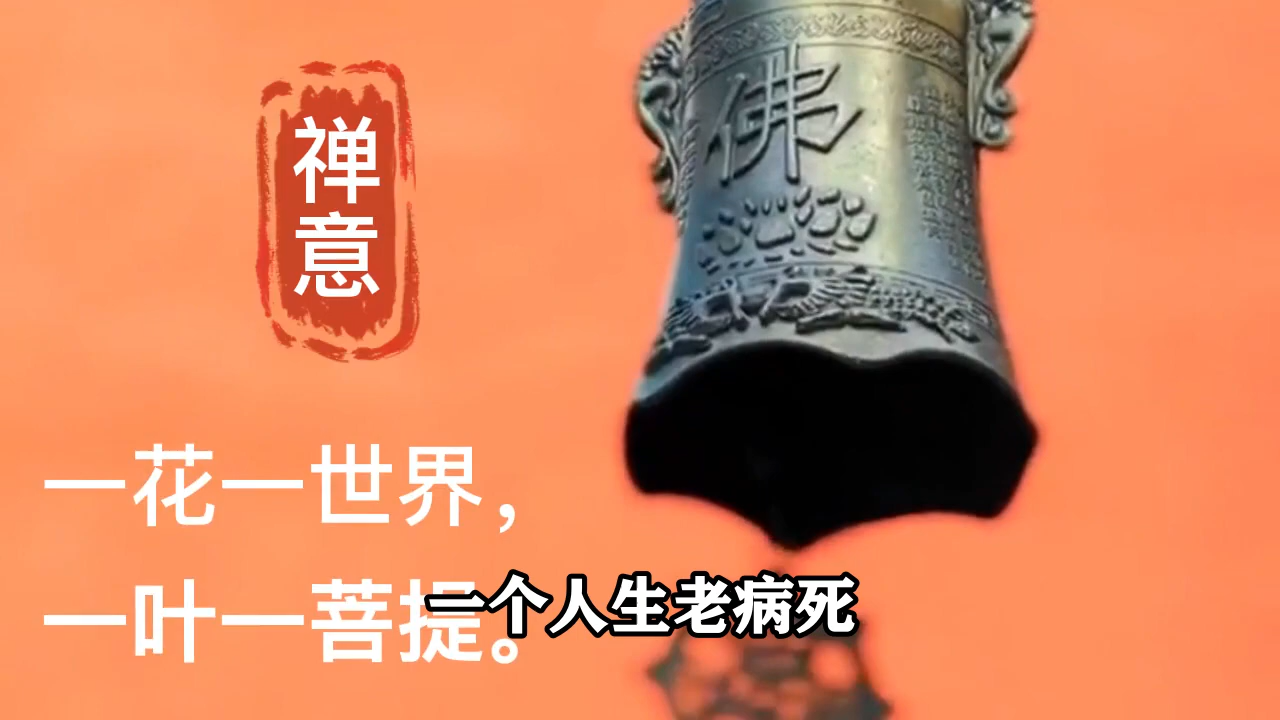 禅意
佛
一花一世界，
一叶一菩提。
一个人生老病死